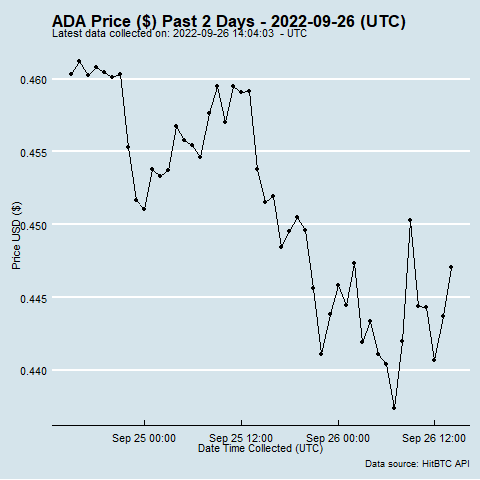 ADA Price ($) Past 2 Days - 2022-09-26 (UTC)
Latest data collected on: 2022-09-26 14:04:03 - UTC
Price USD ($)
0.460
0.455
0.450
0.445
0.440
Sep 25 00:00 Sep 25 12:00 Sep 26 00:00 Sep 26 12:00
Date Time Collected (UTC)
Data source: HitBTC API